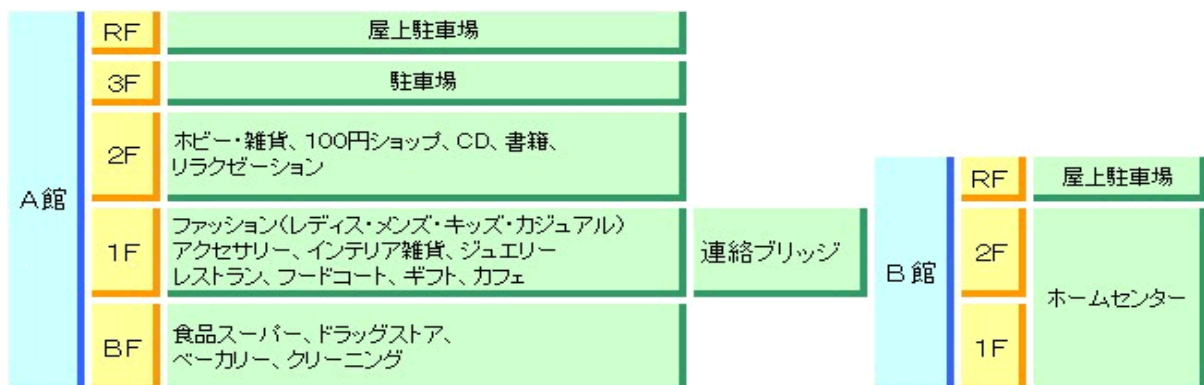 A館
RF
屋上駐車場
3F
駐車場
2F
ホビー・雑貨、100円ショップ、CD、書籍、
リラクゼーション
1F
ファッション(レディス・メンズ・キッズ・カジュアル)
アクセサリー、インテリア雑貨、ジュエリー
レストラン、フードコート、ギフト、カフェ
BF
食品スーパー、ドラッグストア、
ベーカリー、クリーニング
連絡ブリッジ
B館
RF
屋上駐車場
2F
1F
ホームセンター